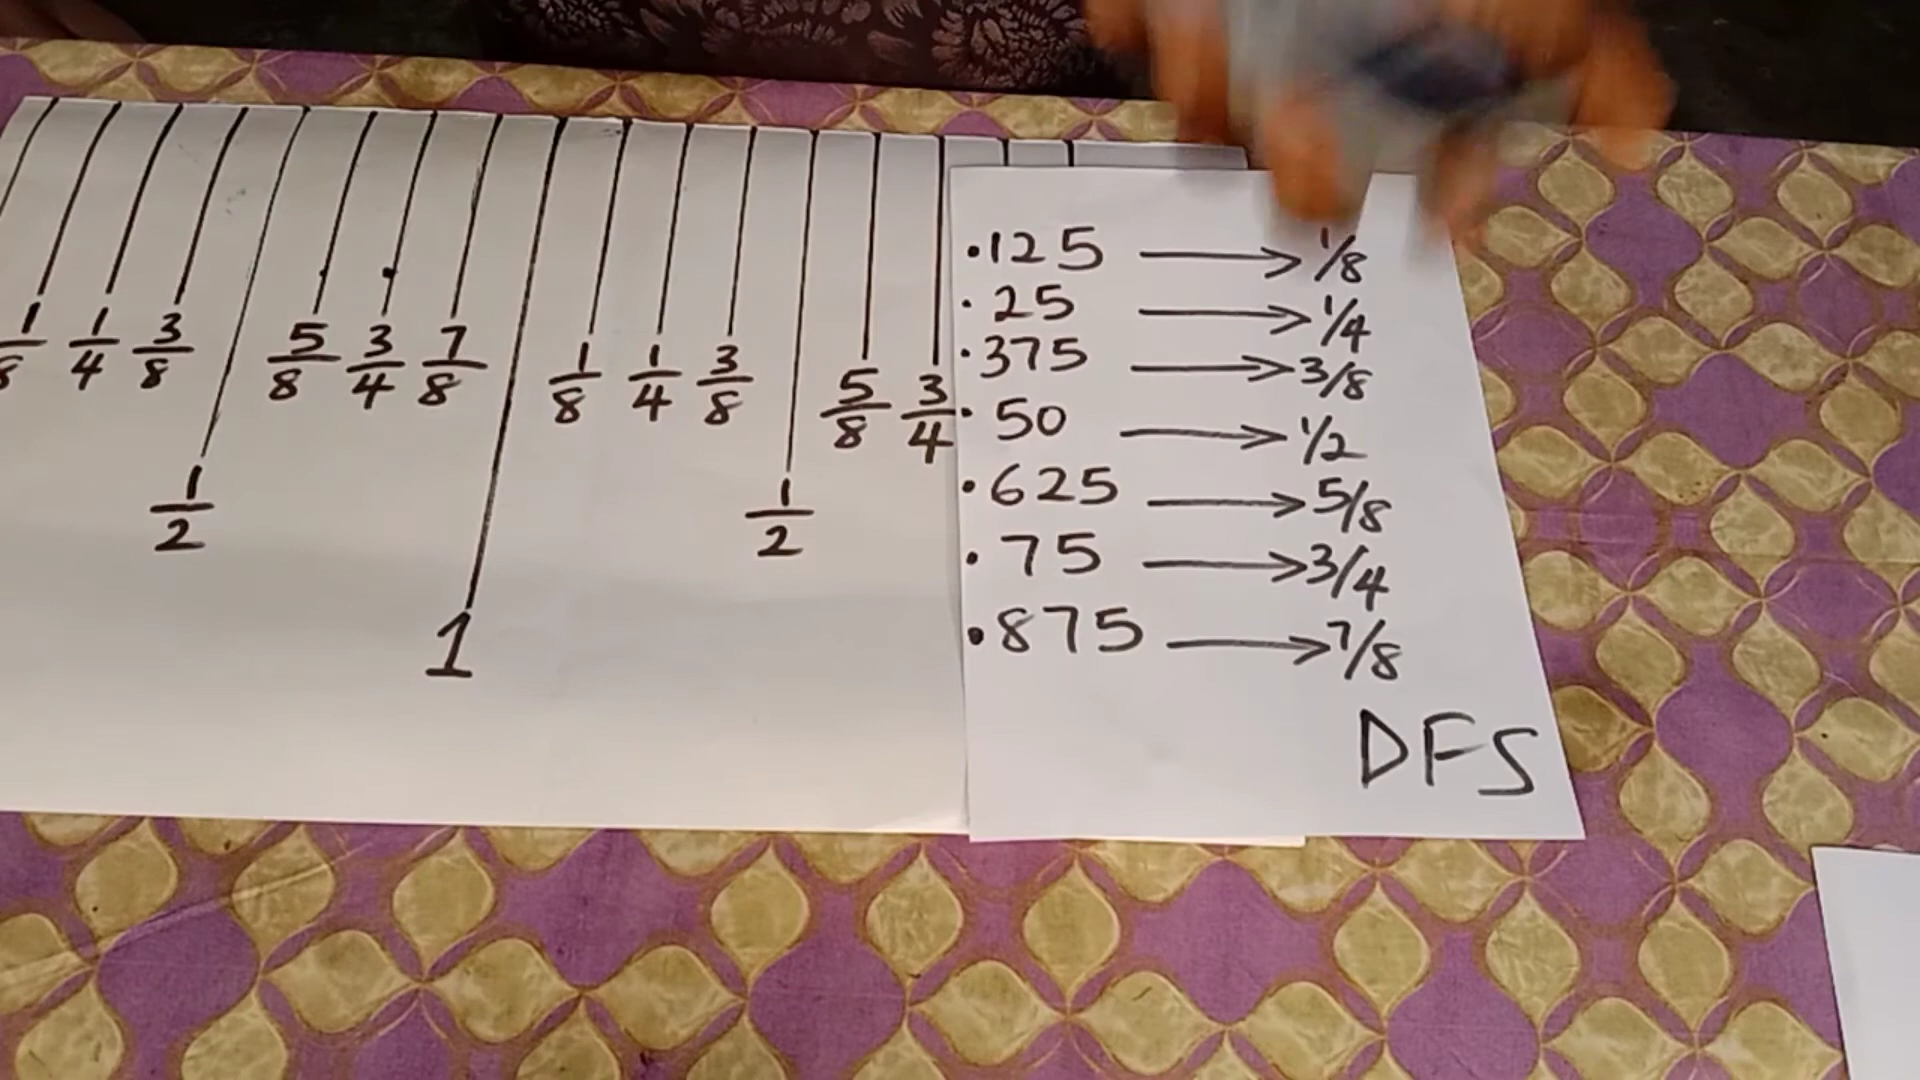 1/8 1/4 3/8 5/8 3/4 7/8 1/8 1/4 3/8 5/8 3/4
1/2 1/2
1
.125 → 1/8
.25 → 1/4
.375 → 3/8
.50 → 1/2
.625 → 5/8
.75 → 3/4
.875 → 7/8
DFS